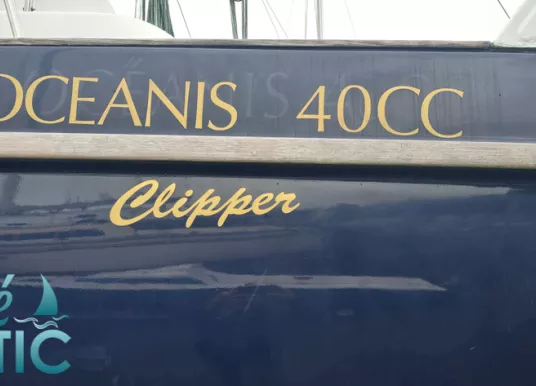 OCEANIS 40CC
Clipper
é
TIC